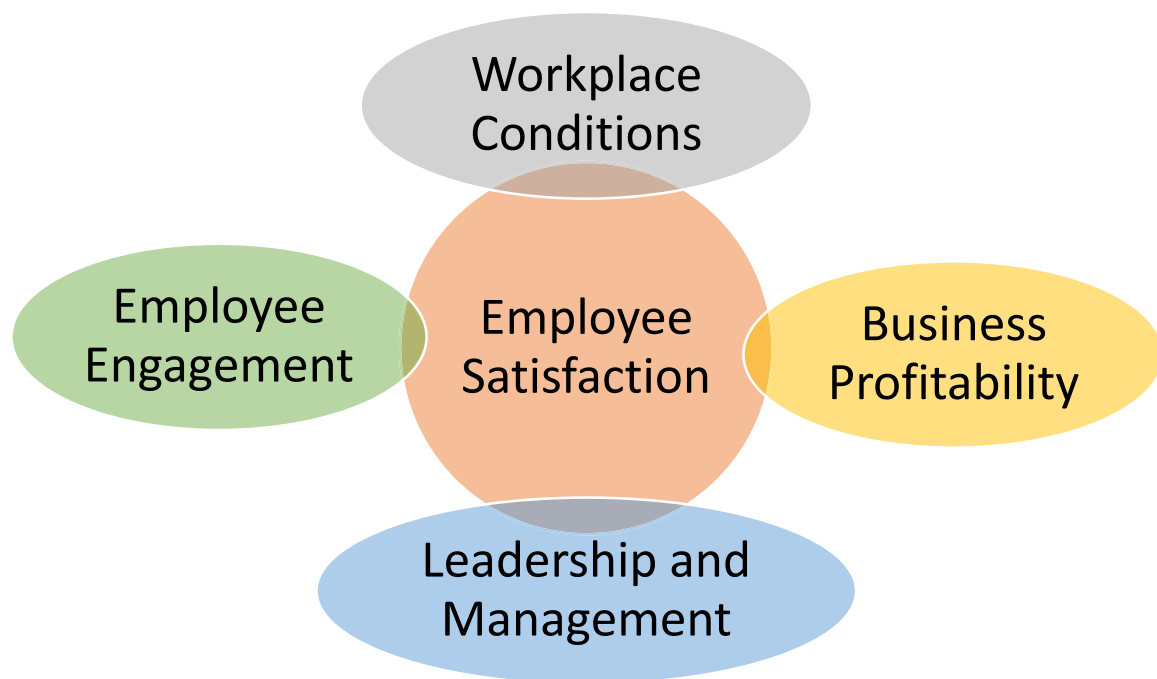 Workplace
Conditions
Employee
Engagement
Employee
Satisfaction
Business
Profitability
Leadership and
Management